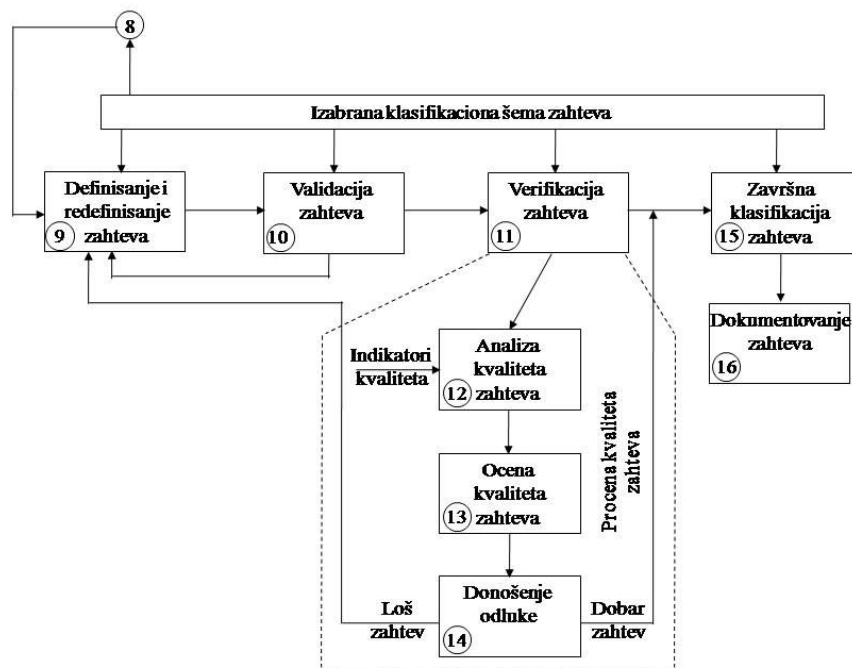 8
Izabrana klasifikaciona šema zahteva
Definisanje i
redefinisanje
zahteva
9
Validacija
zahteva
10
Verifikacija
zahteva
11
Završna
klasifikacija
zahteva
15
Dokumentovanje
zahteva
16
Indikatori
kvaliteta
Analiza
kvaliteta
zahteva
12
Ocena
kvaliteta
zahteva
13
Procena kvaliteta
zahteva
Loš
zahtev
Donošenje
odluke
14
Dobar
zahtev